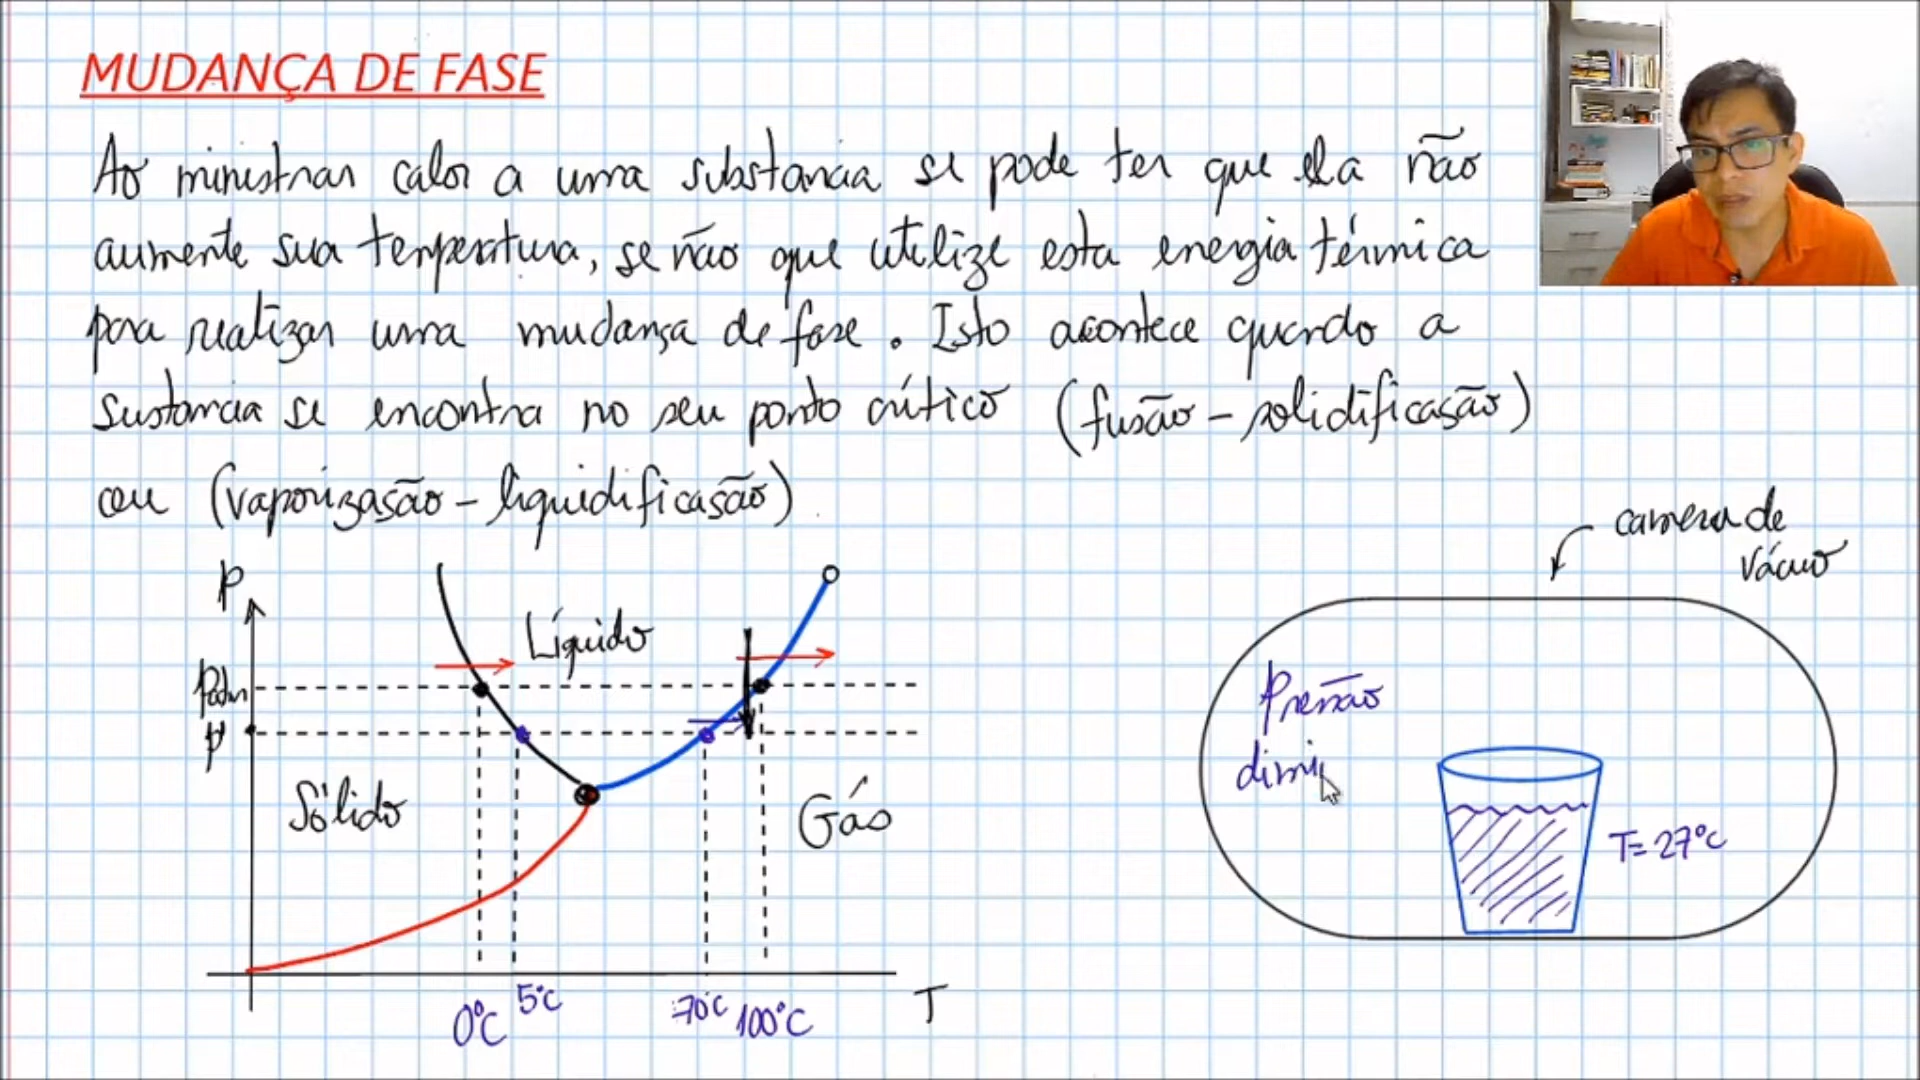 MUDANÇA DE FASE
Ao ministrar calor a uma substancia se pode ter que ela não
aumente sua temperatura, se não que utilize esta energia térmica
para realizar uma mudança de fase. Isto acontece quando a
sustancia se encontra no seu ponto crítico (fusão - solidificasão)
ou (vaporizasão - liquidificasão)
camera de
vácuo
P
Líquido
Patm
P'
Pressão
dimi
Sólido
Gás
T=27°C
0°C
5°C
70°C
100°C
T